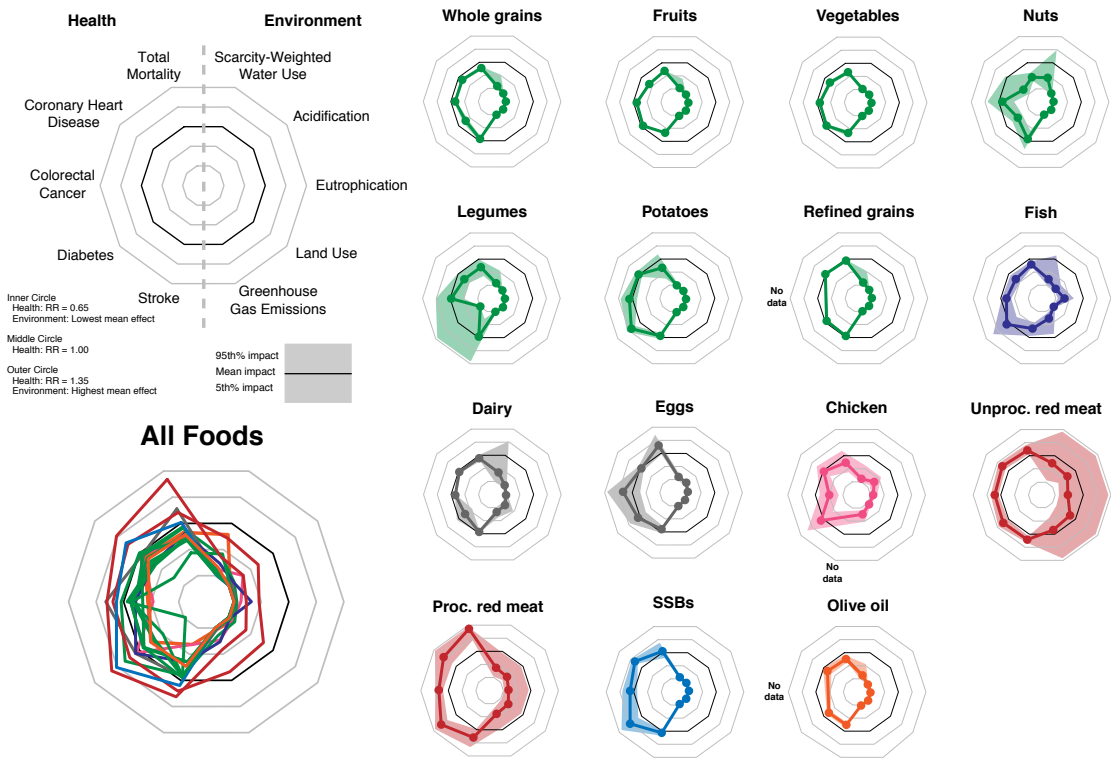 Health
Environment
Total
Mortality
Scarcity-Weighted
Water Use
Coronary Heart
Disease
Acidification
Colorectal
Cancer
Eutrophication
Diabetes
Land Use
Stroke
Greenhouse
Gas Emissions
Inner Circle
Health: RR = 0.65
Environment: Lowest mean effect
Middle Circle
Health: RR = 1.00
Outer Circle
Health: RR = 1.35
Environment: Highest mean effect
95th% impact
Mean impact
5th% impact
All Foods
Whole grains
Fruits
Vegetables
Nuts
Legumes
Potatoes
Refined grains
Fish
No
data
Dairy
Eggs
Chicken
Unproc. red meat
No
data
Proc. red meat
SSBs
Olive oil
No
data